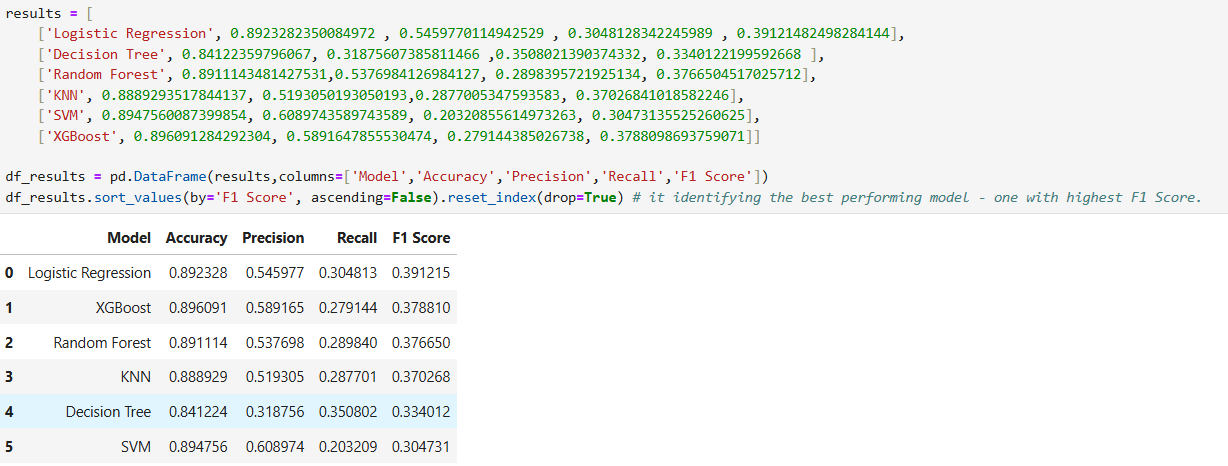 results = [
['Logistic Regression', 0.8923282350084972 , 0.5459770114942529 , 0.3048128342245989 , 0.39121482498284144],
['Decision Tree', 0.84122359796067, 0.31875607385811466 ,0.3508021390374332, 0.3340122199592668 ],
['Random Forest', 0.8911143481427531,0.5376984126984127, 0.2898395721925134, 0.3766504517025712],
['KNN', 0.8889293517844137, 0.5193050193050193,0.2877005347593583, 0.37026841018582246],
['SVM', 0.8947560087399854, 0.6089743589743589, 0.20320855614973263, 0.30473135525260625],
['XGBoost', 0.896091284292304, 0.5891647855530474, 0.279144385026738, 0.3788098693759071]]
df_results = pd.DataFrame(results,columns=['Model','Accuracy','Precision','Recall','F1 Score'])
df_results.sort_values(by='F1 Score', ascending=False).reset_index(drop=True) # it identifying the best performing model - one with highest F1 Score.
Model Accuracy Precision Recall F1 Score
0 Logistic Regression 0.892328 0.545977 0.304813 0.391215
1 XGBoost 0.896091 0.589165 0.279144 0.378810
2 Random Forest 0.891114 0.537698 0.289840 0.376650
3 KNN 0.888929 0.519305 0.287701 0.370268
4 Decision Tree 0.841224 0.318756 0.350802 0.334012
5 SVM 0.894756 0.608974 0.203209 0.304731